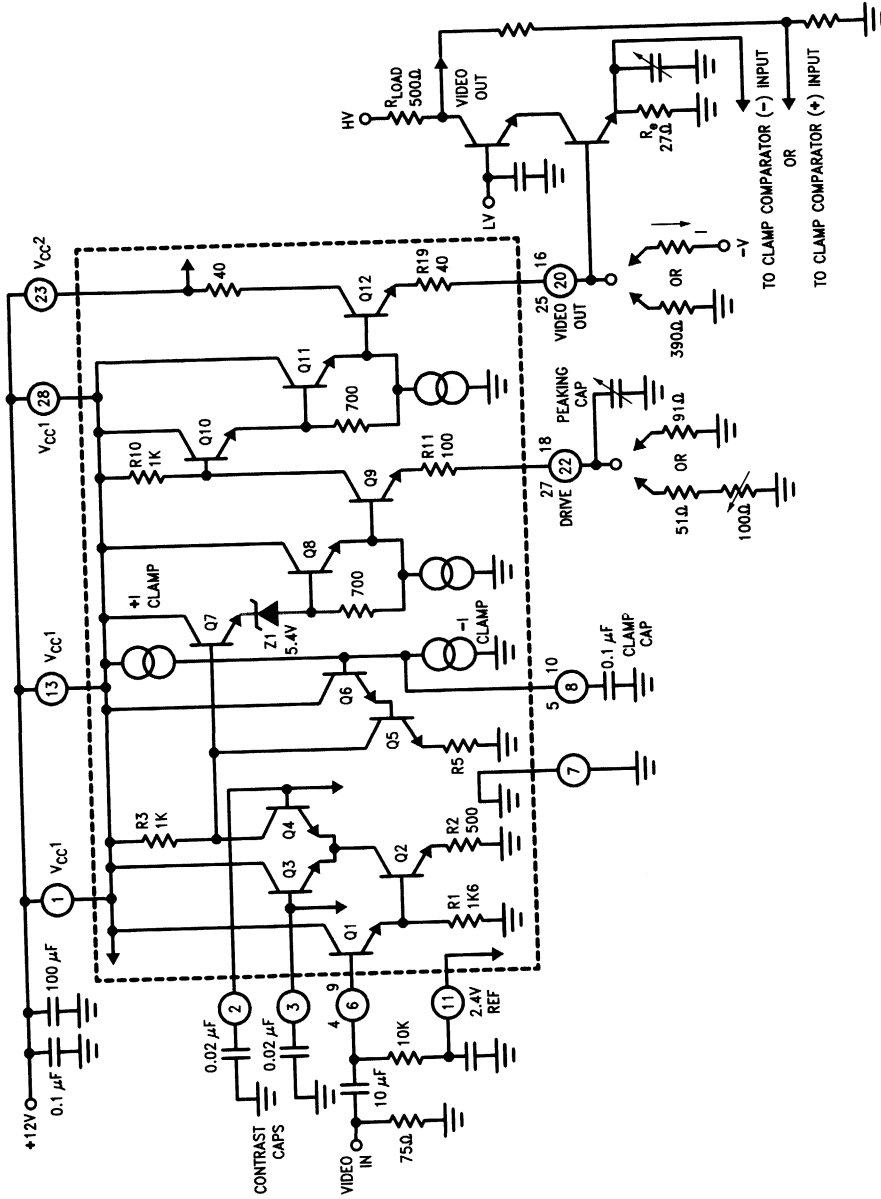 +12V
0.1 μF
100 μF
1
VCC1
13
VCC1
28
VCC1
23
VCC2
HV
RLOAD
500Ω
VIDEO
OUT
LV
Re
27Ω
TO CLAMP COMPARATOR (-) INPUT
OR
TO CLAMP COMPARATOR (+) INPUT
CONTRAST
CAPS
0.02 μF
2
0.02 μF
3
VIDEO
IN
75Ω
10 μF
10K
4
6
9
11
2.4V
REF
R3
1K
Q1
Q3
Q4
Q2
R1
1K6
R2
500
Q5
R5
Q6
+I
CLAMP
-I
CLAMP
Q7
Z1
5.4V
700
Q8
R10
1K
Q9
R11
100
Q10
Q11
700
40
Q12
R19
40
7
5
8
10
0.1 μF
CLAMP
CAP
27
22
18
DRIVE
PEAKING
CAP
51Ω
100Ω
OR
91Ω
25
20
16
VIDEO
OUT
390Ω
OR
I
-V